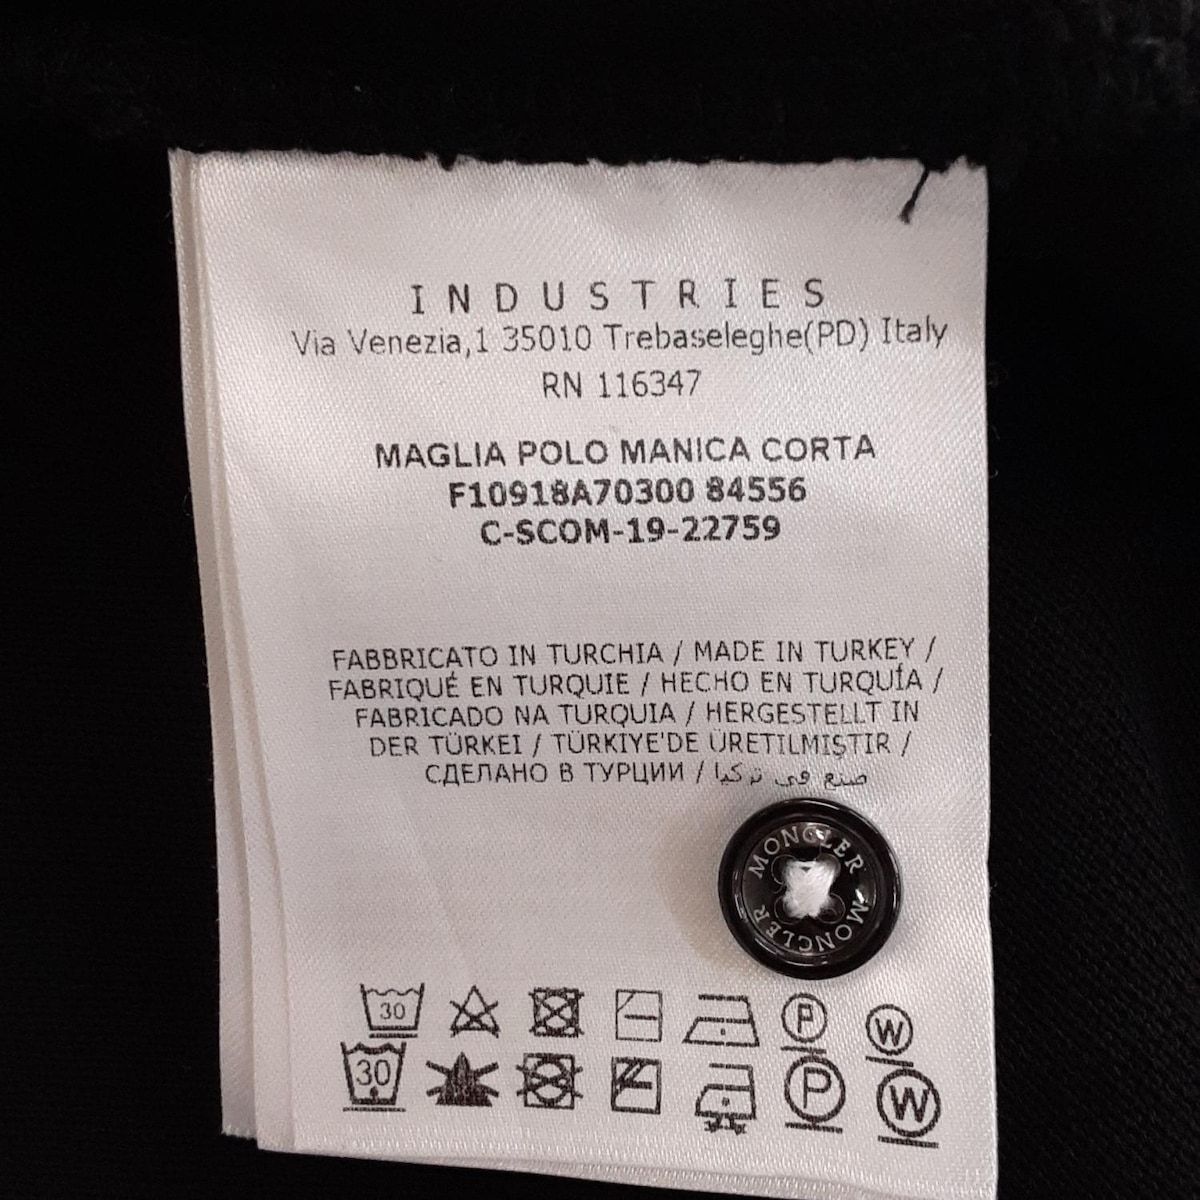 INDUSTRIES
Via Venezia,1 35010 Trebaseleghe(PD) Italy
RN 116347
MAGLIA POLO MANICA CORTA
F10918A70300 84556
C-SCOM-19-22759
FABBRICATO IN TURCHIA / MADE IN TURKEY /
FABRIQUÉ EN TURQUIE / HECHO EN TURQUÍA /
FABRICADO NA TURQUIA / HERGESTELLT IN
DER TÜRKEI / TÜRKIYE'DE ÜRETILMIŞTIR /
СДЕЛАНО В ТУРЦИИ / صنع في تركيا
MONCLER MONCLER
30 P W
30 P W